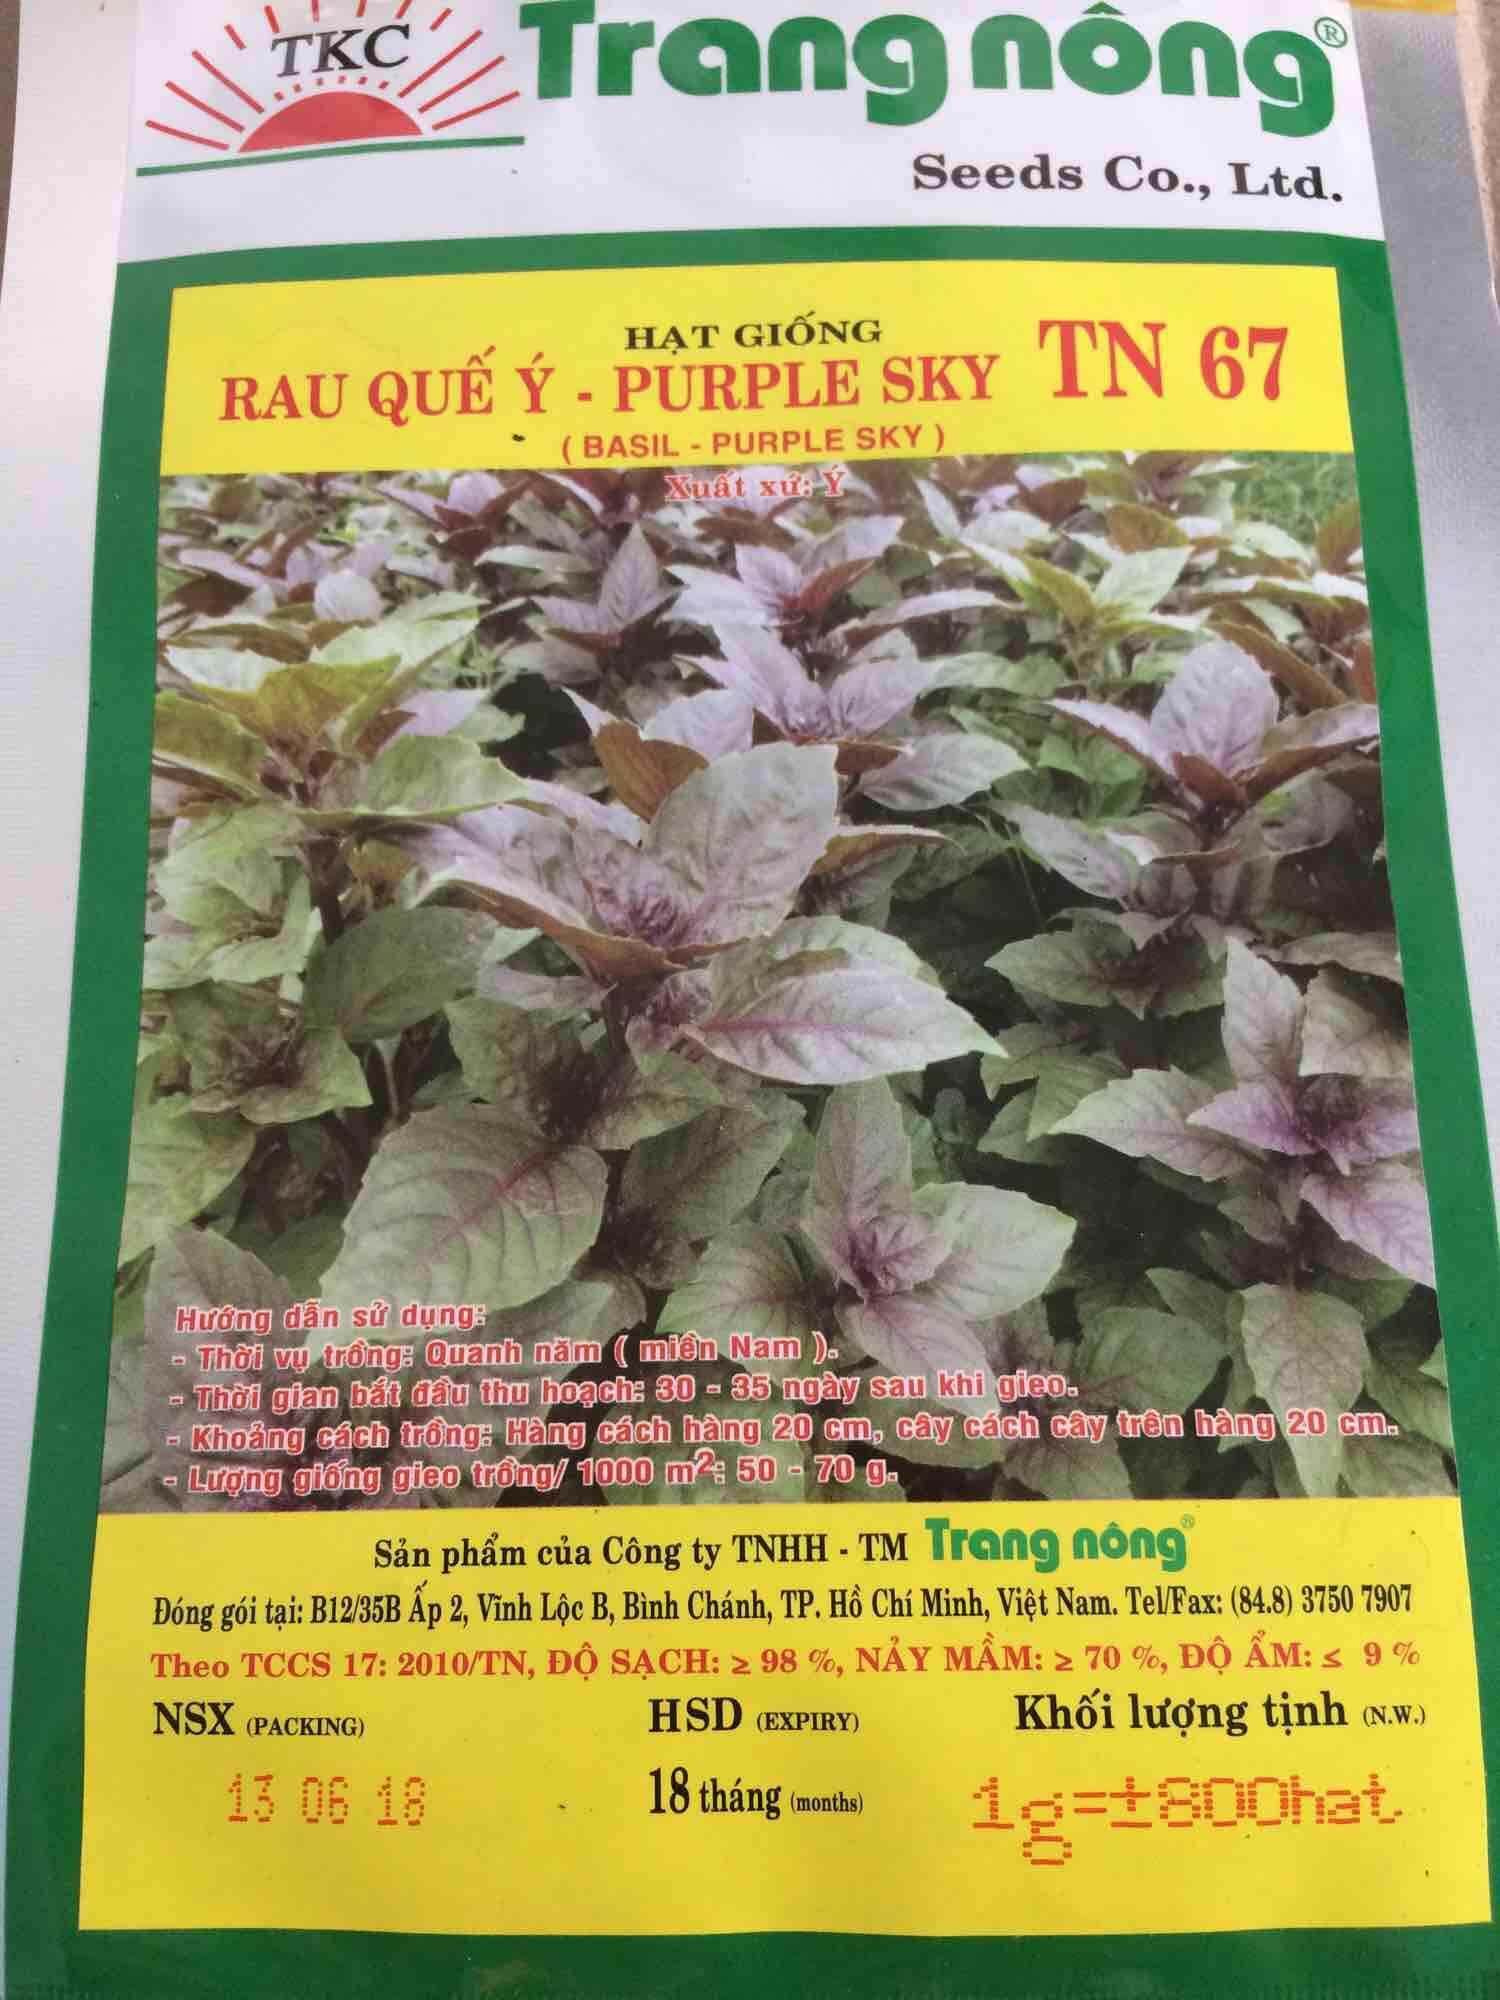 TKC
Trang nông®
Seeds Co., Ltd.
HẠT GIỐNG
RAU QUẾ Ý - PURPLE SKY TN 67
( BASIL - PURPLE SKY )
Xuất xứ: Ý
Hướng dẫn sử dụng:
- Thời vụ trồng: Quanh năm ( miền Nam ).
- Thời gian bắt đầu thu hoạch: 30 - 35 ngày sau khi gieo.
- Khoảng cách trồng: Hàng cách hàng 20 cm, cây cách cây trên hàng 20 cm.
- Lượng giống gieo trồng/ 1000 m²: 50 - 70 g.
Sản phẩm của Công ty TNHH - TM Trang nông®
Đóng gói tại: B12/35B Ấp 2, Vĩnh Lộc B, Bình Chánh, TP. Hồ Chí Minh, Việt Nam. Tel/Fax: (84.8) 3750 7907
Theo TCCS 17: 2010/TN, ĐỘ SẠCH: ≥ 98 %, NẢY MẦM: ≥ 70 %, ĐỘ ẨM: ≤ 9 %
NSX (PACKING) HSD (EXPIRY) Khối lượng tịnh (N.W.)
13 06 18 18 tháng (months) 1g=±800hat